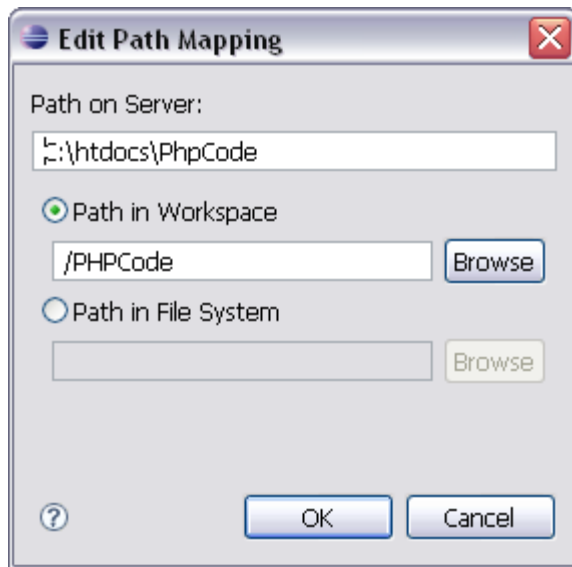 Edit Path Mapping
Path on Server:
C:\htdocs\PhpCode
Path in Workspace
/PHPCode Browse
Path in File System
Browse
? OK Cancel